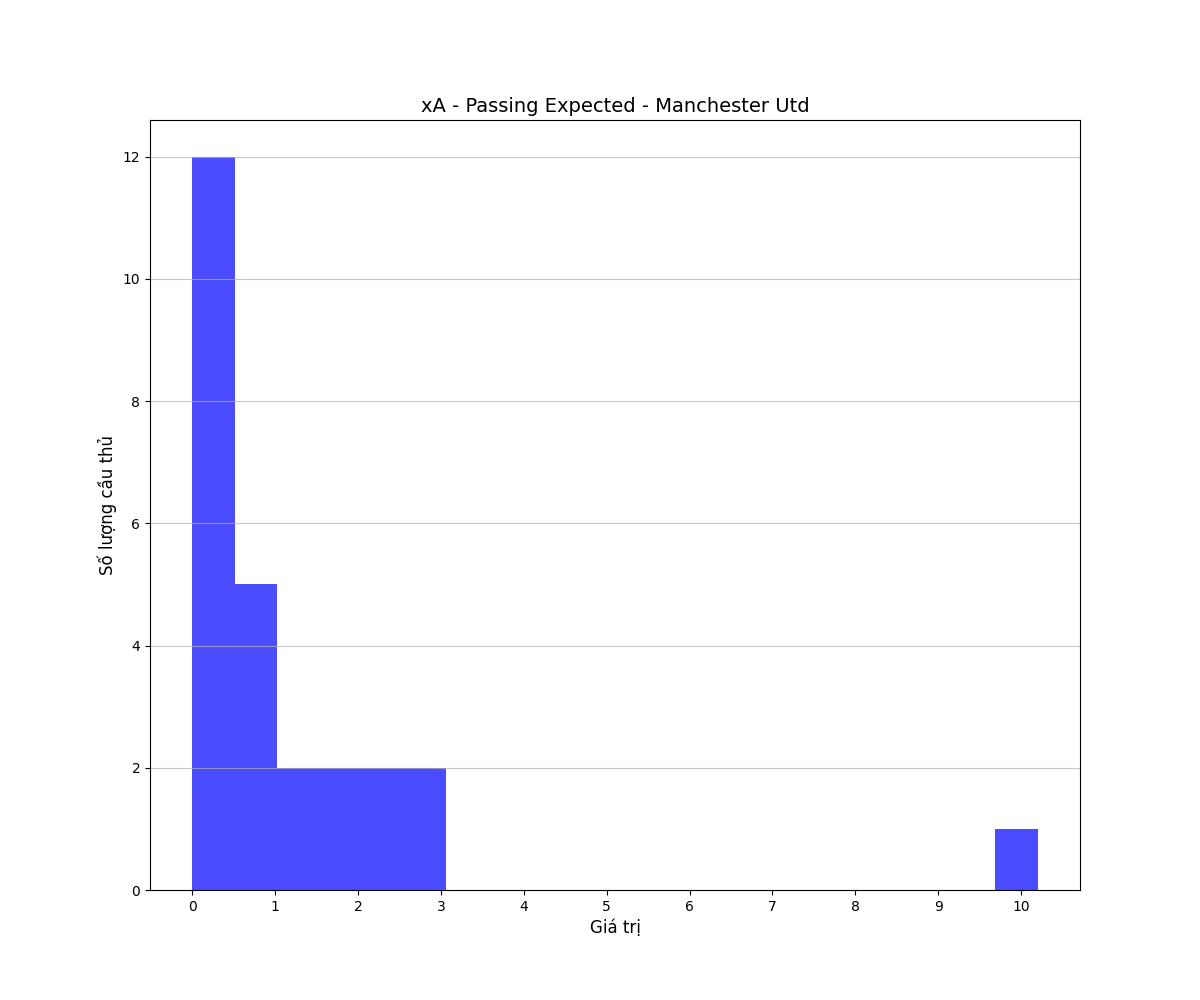 xA - Passing Expected - Manchester Utd
12
10
8
6
4
2
0
Số lượng cầu thủ
0 1 2 3 4 5 6 7 8 9 10
Giá trị